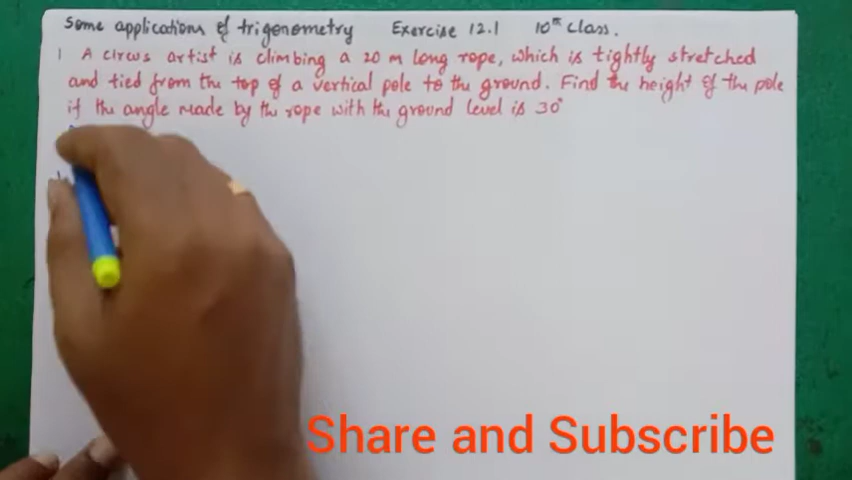 Some applications of trigonometry Exercise 12.1 10th Class.
1 A circus artist is climbing a 20 m long rope, which is tightly stretched
and tied from the top of a vertical pole to the ground. Find the height of the pole
if the angle made by the rope with the ground level is 30°
Share and Subscribe